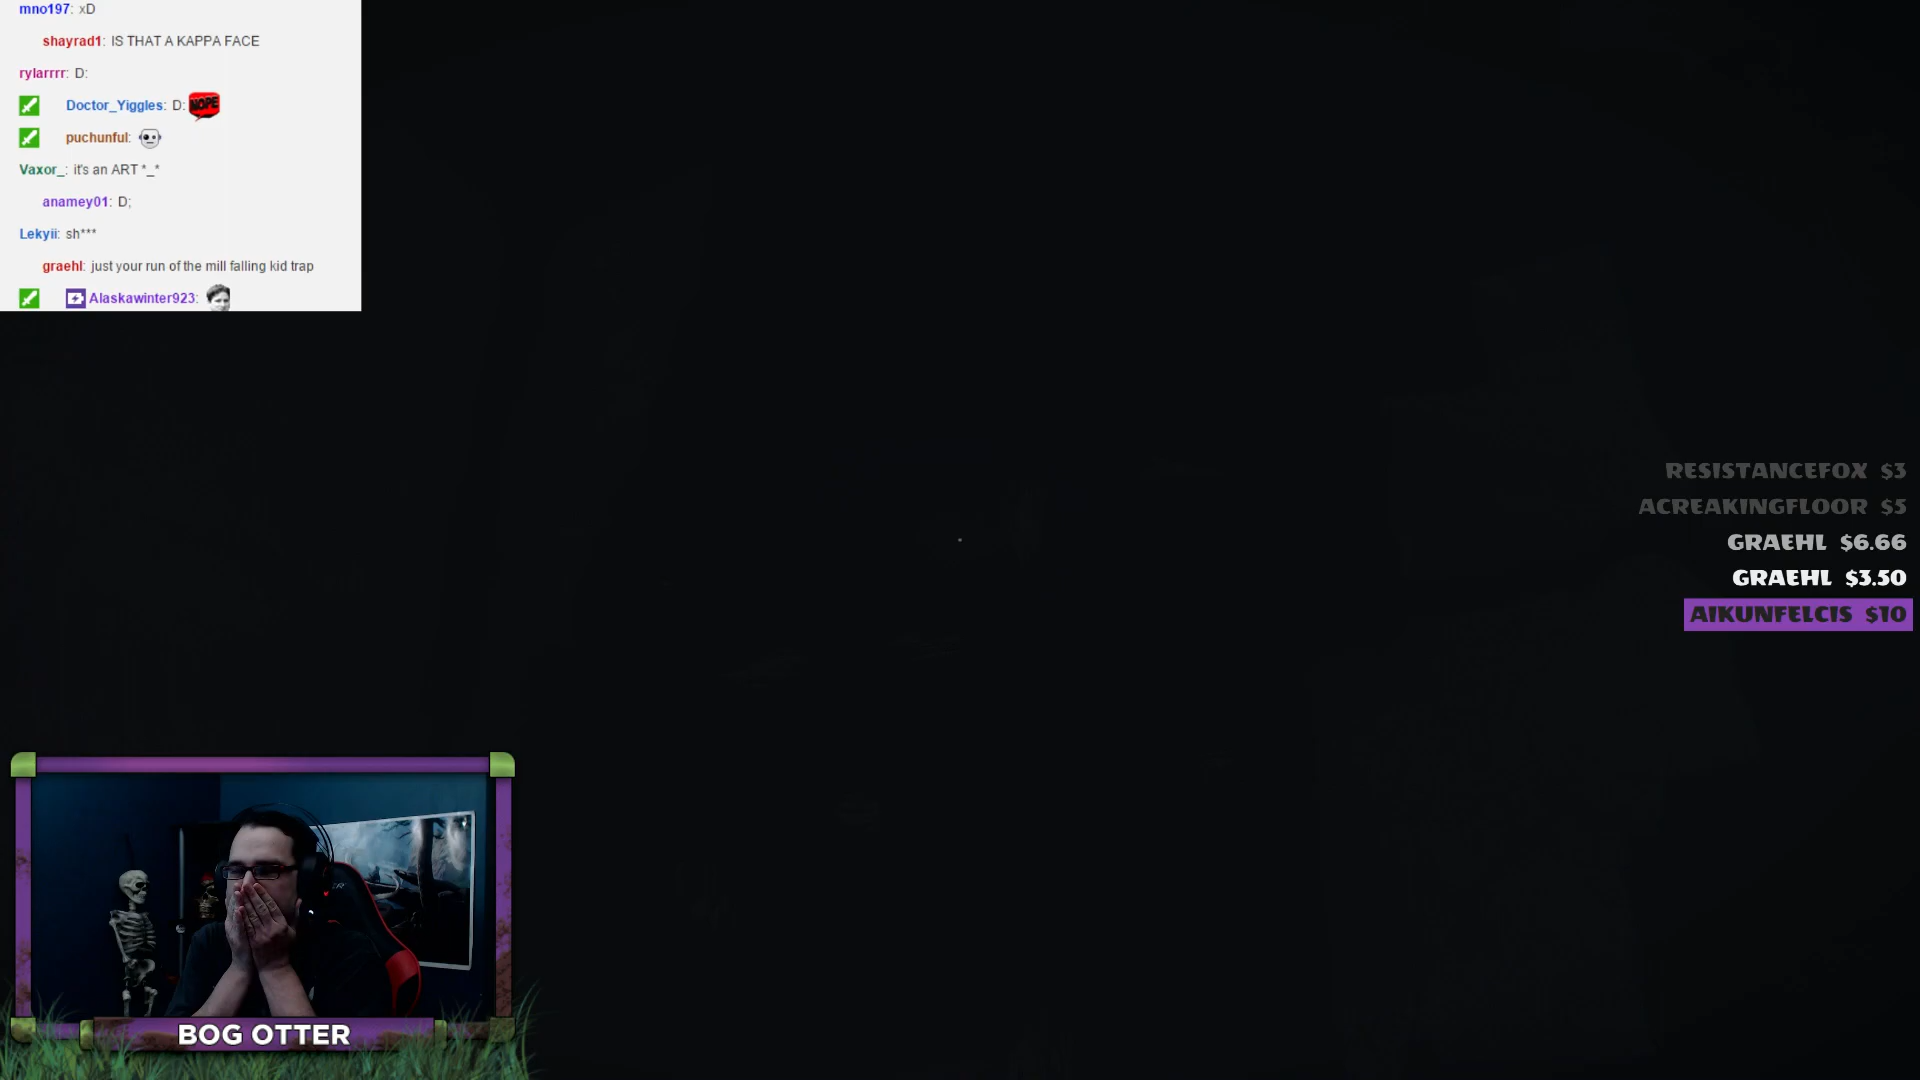 mno197: xD
shayrad1: IS THAT A KAPPA FACE
rylarrrr: D:
Doctor_Yiggles: D: NOPE
puchunful:
Vaxor_: it's an ART *_*
anamey01: D;
Lekyii: sh***
graehl: just your run of the mill falling kid trap
Alaskawinter923:
RESISTANCEFOX $3
ACREAKINGFLOOR $5
GRAEHL $6.66
GRAEHL $3.50
AIKUNFELCIS $10
BOG OTTER